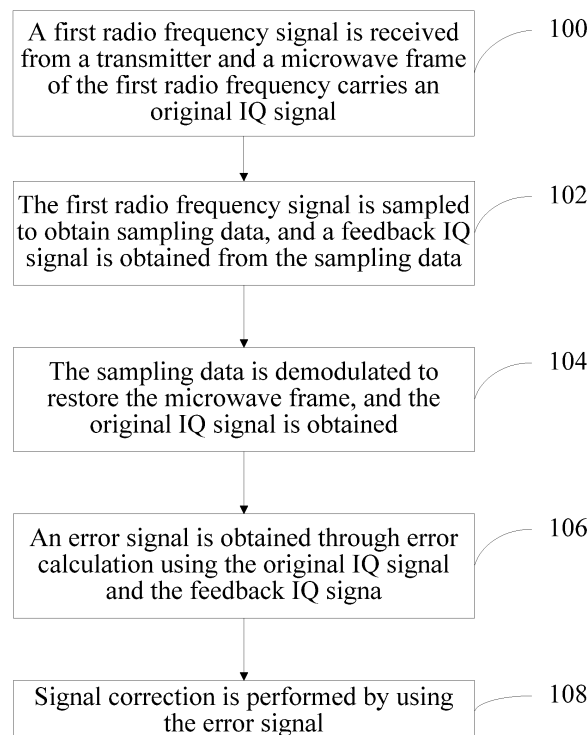 A first radio frequency signal is received
from a transmitter and a microwave frame
of the first radio frequency carries an
original IQ signal
100
The first radio frequency signal is sampled
to obtain sampling data, and a feedback IQ
signal is obtained from the sampling data
102
The sampling data is demodulated to
restore the microwave frame, and the
original IQ signal is obtained
104
An error signal is obtained through error
calculation using the original IQ signal
and the feedback IQ signa
106
Signal correction is performed by using
the error signal
108